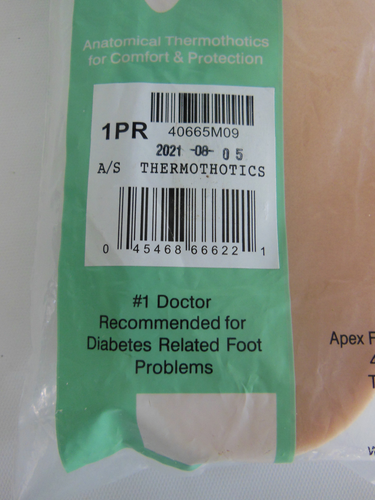 Anatomical Thermothotics
for Comfort & Protection
1PR 40665M09
2021 -08- 05
A/S THERMOTHOTICS
0 45468 66622 1
#1 Doctor
Recommended for
Diabetes Related Foot
Problems
Apex